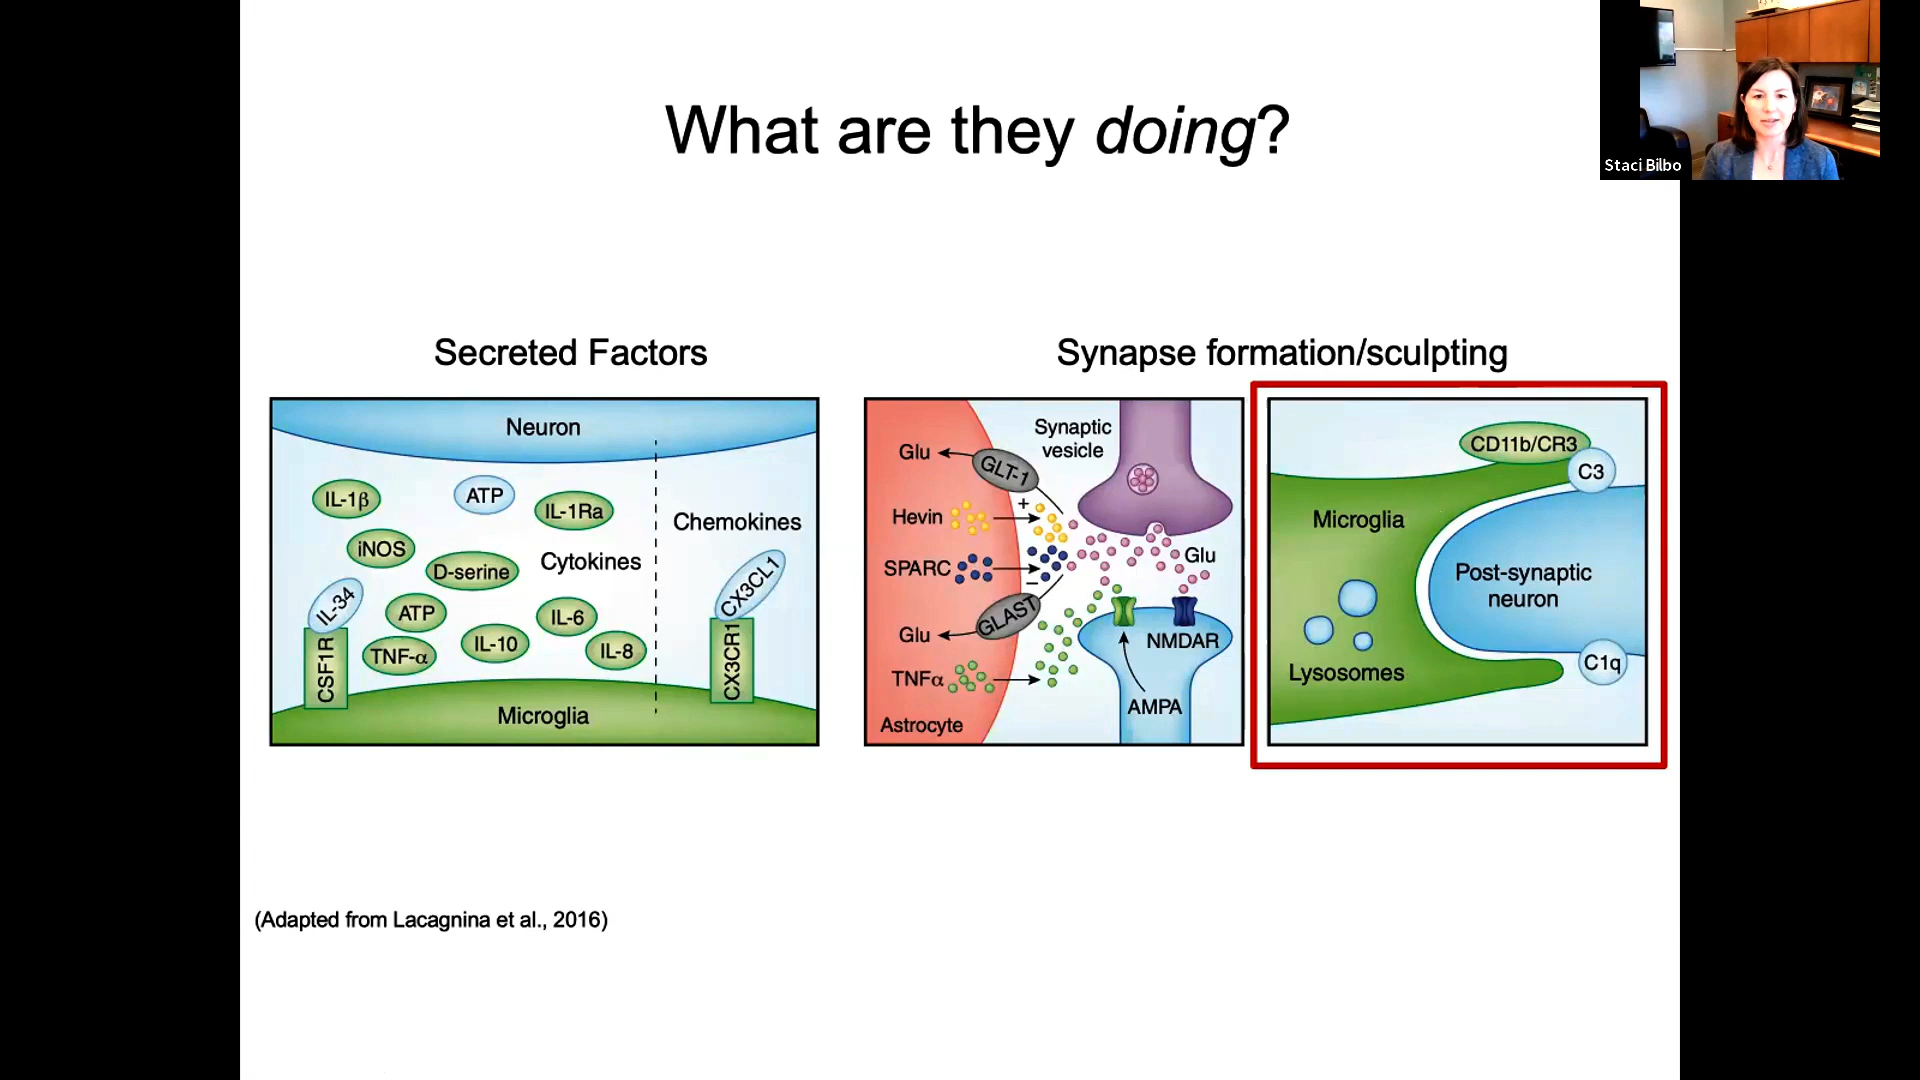 What are they doing?
Staci Bilbo
Secreted Factors
Neuron
IL-1β
ATP
IL-1Ra
iNOS
D-serine
Cytokines
Chemokines
IL-34
ATP
IL-6
CX3CL1
CSF1R
TNF-α
IL-10
IL-8
CX3CR1
Microglia
Synapse formation/sculpting
Glu
GLT-1
Synaptic
vesicle
+
Hevin
SPARC
–
Glu
GLAST
Glu
NMDAR
TNFα
AMPA
Astrocyte
CD11b/CR3
C3
Microglia
Post-synaptic
neuron
Lysosomes
C1q
(Adapted from Lacagnina et al., 2016)